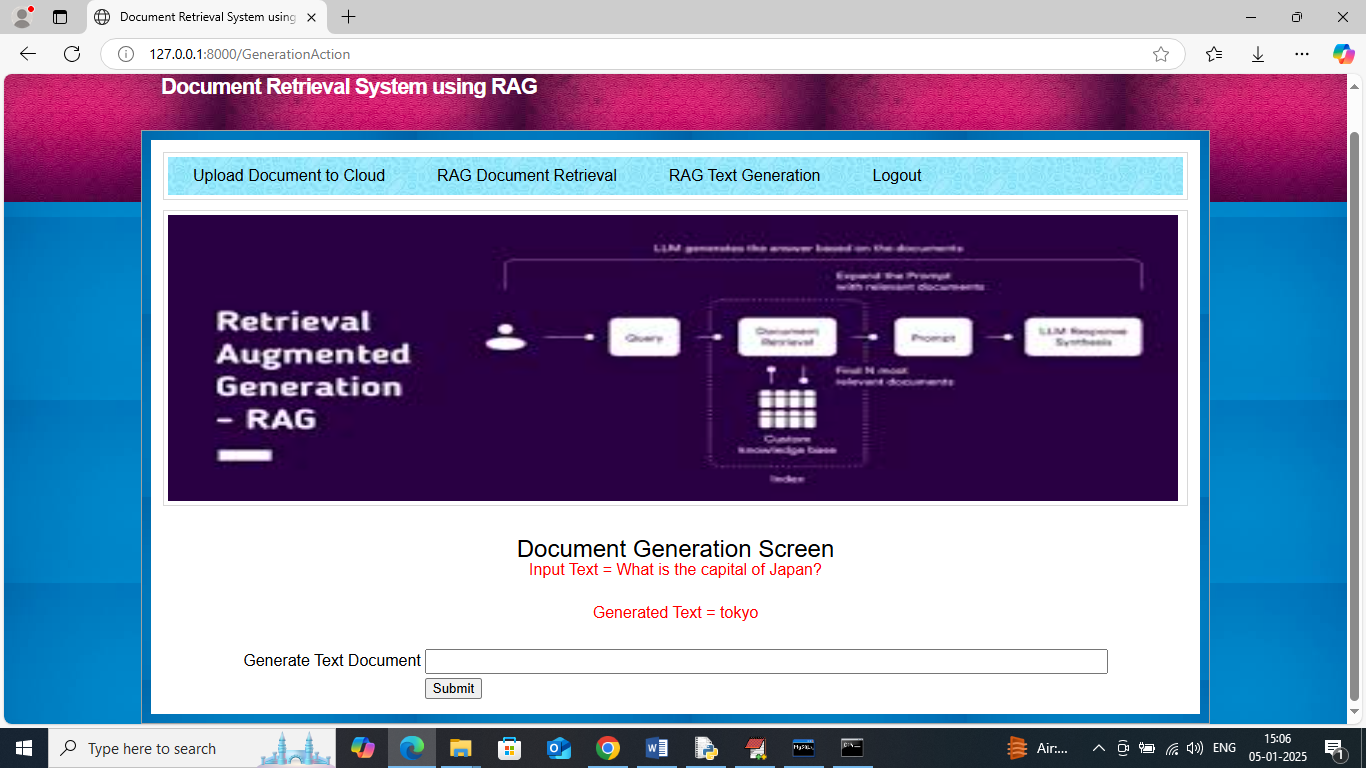 Document Retrieval System using
127.0.0.1:8000/GenerationAction
Document Retrieval System using RAG
Upload Document to Cloud RAG Document Retrieval RAG Text Generation Logout
LLM generates the answer based on the documents
Expand the Prompt
with relevant documents
Retrieval
Augmented
Generation
- RAG
Query
Document
Retrieval
Prompt
LLM Response
Synthesis
Find N most
relevant documents
Custom
knowledge base
Index
Document Generation Screen
Input Text = What is the capital of Japan?
Generated Text = tokyo
Generate Text Document
Submit
Type here to search
Air:...
ENG
15:06
05-01-2025
1